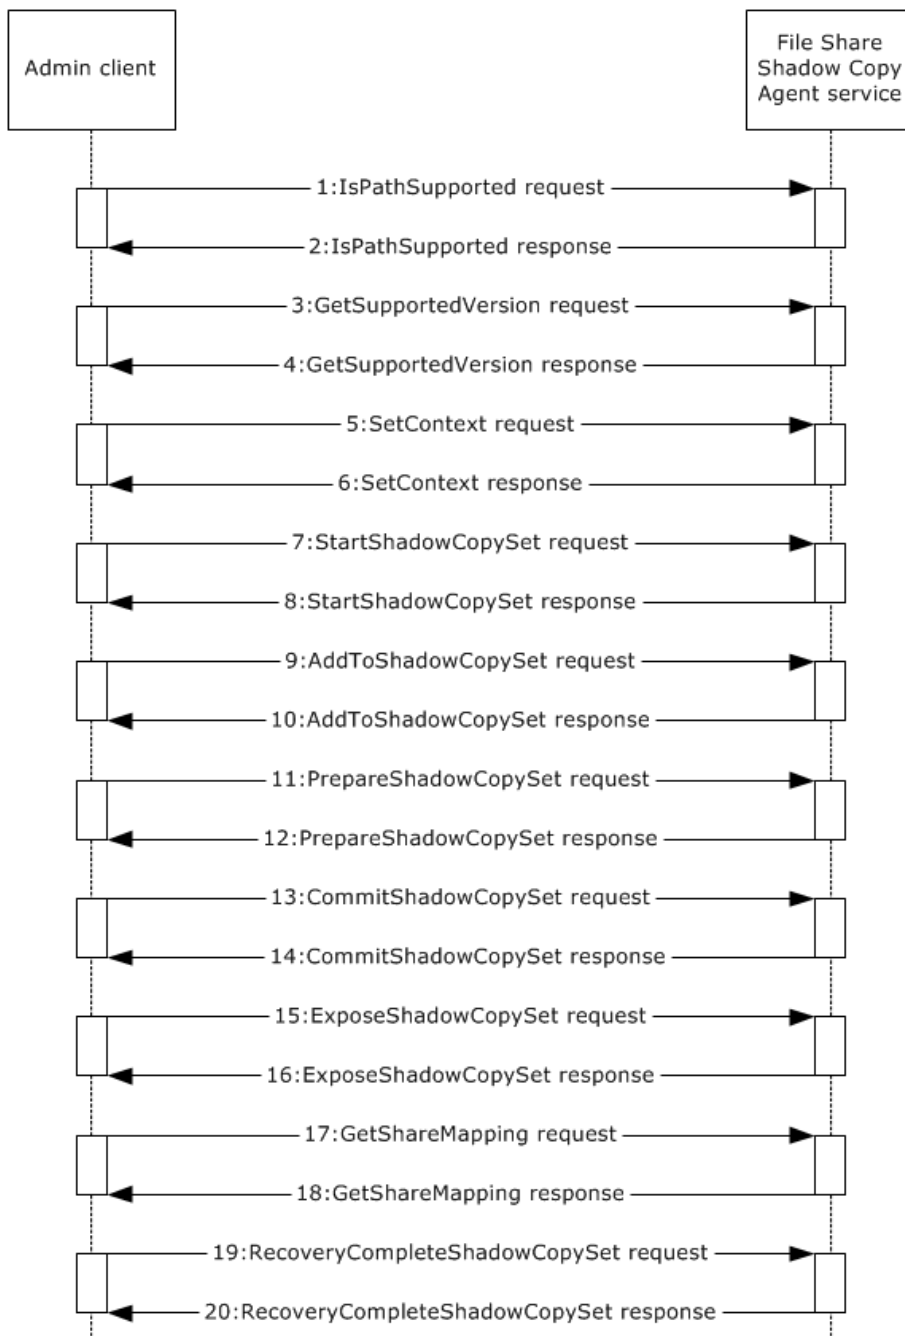 Admin client
File Share
Shadow Copy
Agent service
1:IsPathSupported request
2:IsPathSupported response
3:GetSupportedVersion request
4:GetSupportedVersion response
5:SetContext request
6:SetContext response
7:StartShadowCopySet request
8:StartShadowCopySet response
9:AddToShadowCopySet request
10:AddToShadowCopySet response
11:PrepareShadowCopySet request
12:PrepareShadowCopySet response
13:CommitShadowCopySet request
14:CommitShadowCopySet response
15:ExposeShadowCopySet request
16:ExposeShadowCopySet response
17:GetShareMapping request
18:GetShareMapping response
19:RecoveryCompleteShadowCopySet request
20:RecoveryCompleteShadowCopySet response